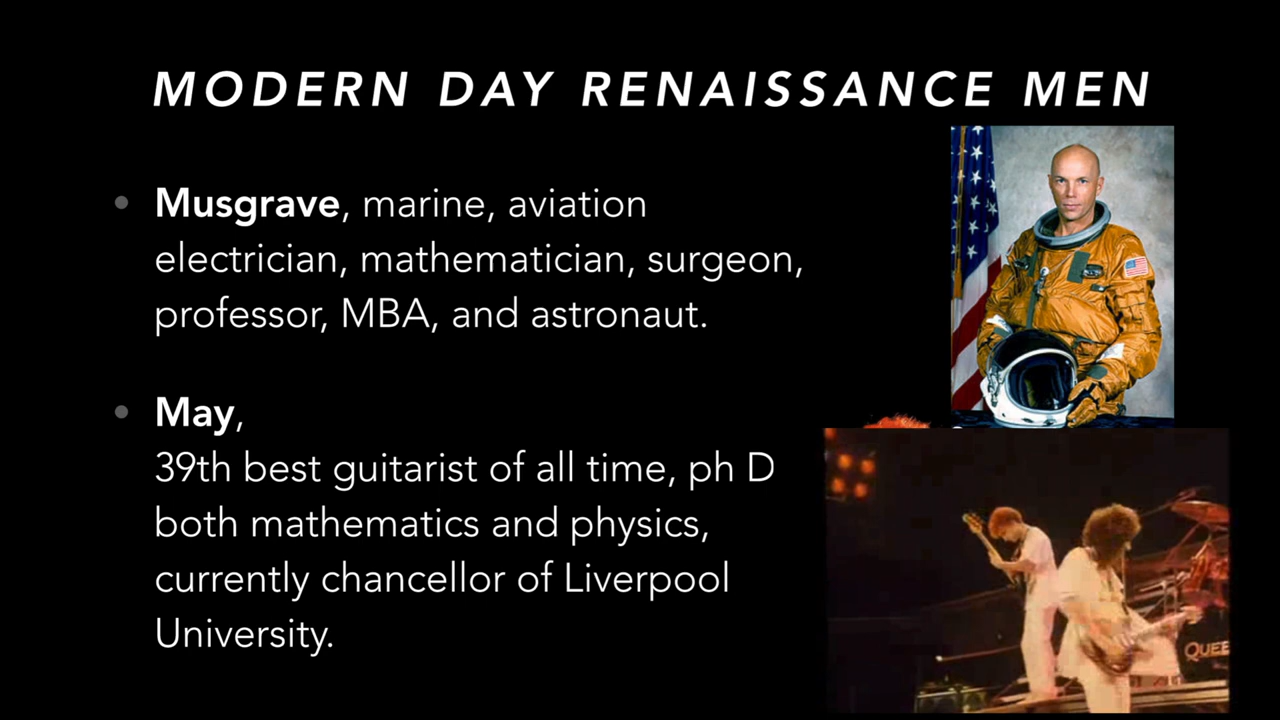 MODERN DAY RENAISSANCE MEN
• Musgrave, marine, aviation
electrician, mathematician, surgeon,
professor, MBA, and astronaut.
• May,
39th best guitarist of all time, ph D
both mathematics and physics,
currently chancellor of Liverpool
University.
QUEE